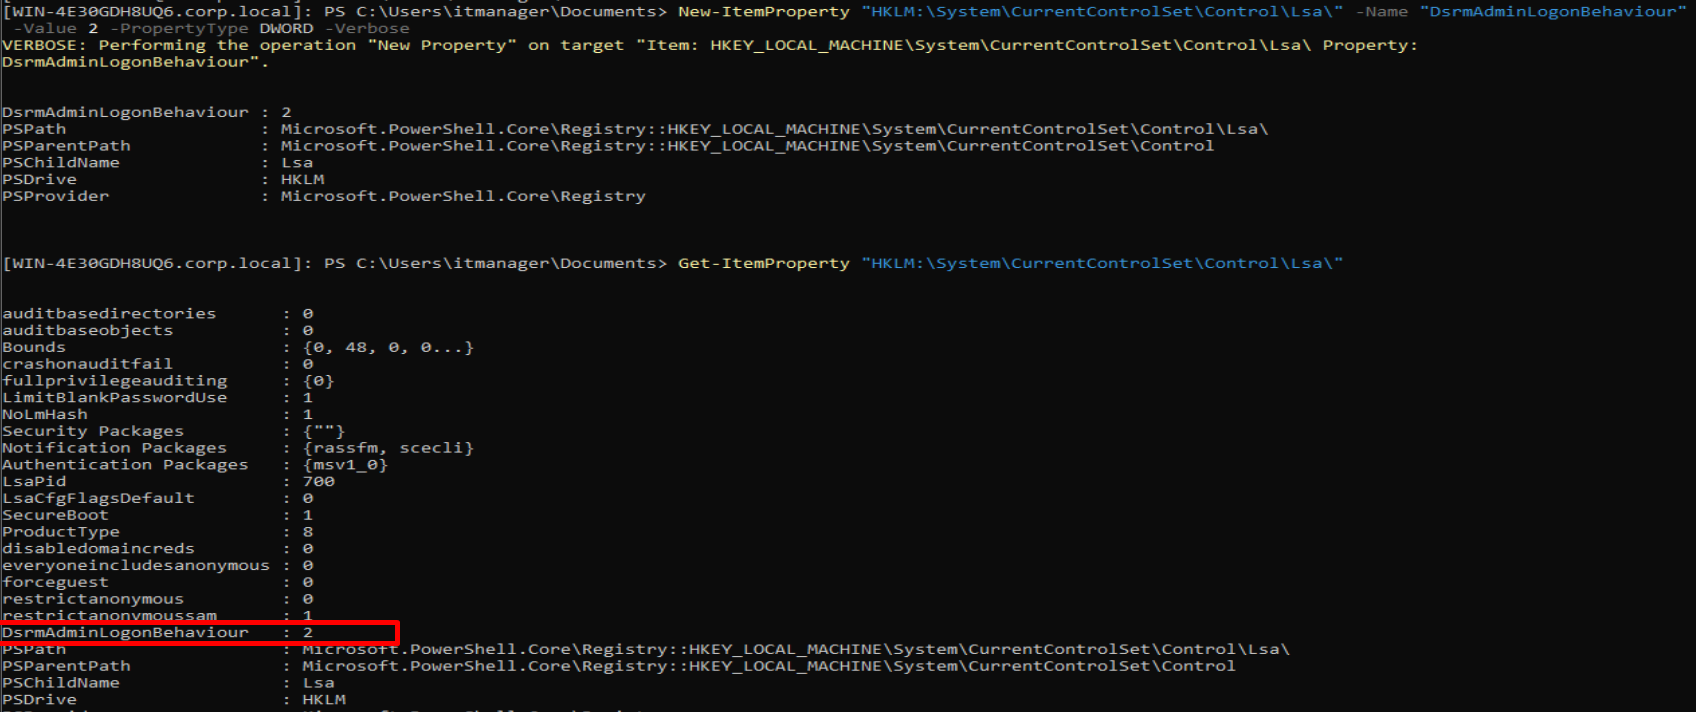 [WIN-4E30GDH8UQ6.corp.local]: PS C:\Users\itmanager\Documents> New-ItemProperty "HKLM:\System\CurrentControlSet\Control\Lsa\" -Name "DsrmAdminLogonBehaviour"
-Value 2 -PropertyType DWORD -Verbose
VERBOSE: Performing the operation "New Property" on target "Item: HKEY_LOCAL_MACHINE\System\CurrentControlSet\Control\Lsa\ Property:
DsrmAdminLogonBehaviour".
DsrmAdminLogonBehaviour : 2
PSPath : Microsoft.PowerShell.Core\Registry::HKEY_LOCAL_MACHINE\System\CurrentControlSet\Control\Lsa\
PSParentPath : Microsoft.PowerShell.Core\Registry::HKEY_LOCAL_MACHINE\System\CurrentControlSet\Control
PSChildName : Lsa
PSDrive : HKLM
PSProvider : Microsoft.PowerShell.Core\Registry
[WIN-4E30GDH8UQ6.corp.local]: PS C:\Users\itmanager\Documents> Get-ItemProperty "HKLM:\System\CurrentControlSet\Control\Lsa\"
auditbasedirectories : 0
auditbaseobjects : 0
Bounds : {0, 48, 0, 0...}
crashonauditfail : 0
fullprivilegeauditing : {0}
LimitBlankPasswordUse : 1
NoLmHash : 1
Security Packages : {""}
Notification Packages : {rassfm, scecli}
Authentication Packages : {msv1_0}
LsaPid : 700
LsaCfgFlagsDefault : 0
SecureBoot : 1
ProductType : 8
disabledomaincreds : 0
everyoneincludesanonymous : 0
forceguest : 0
restrictanonymous : 0
restrictanonymoussam : 1
DsrmAdminLogonBehaviour : 2
PSPath : Microsoft.PowerShell.Core\Registry::HKEY_LOCAL_MACHINE\System\CurrentControlSet\Control\Lsa\
PSParentPath : Microsoft.PowerShell.Core\Registry::HKEY_LOCAL_MACHINE\System\CurrentControlSet\Control
PSChildName : Lsa
PSDrive : HKLM